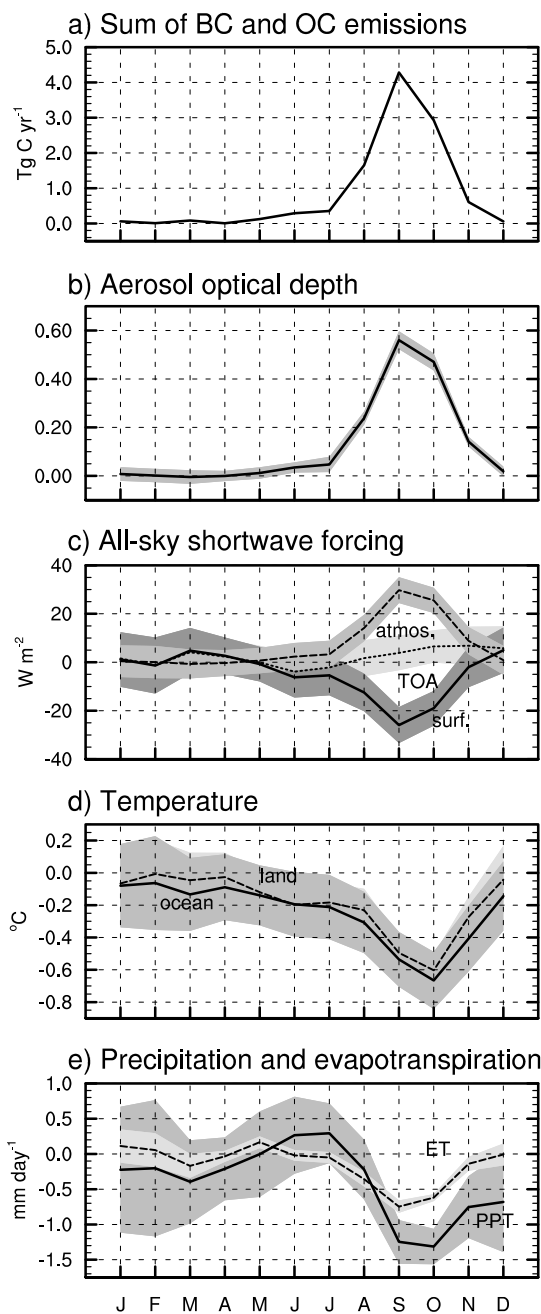 a) Sum of BC and OC emissions
5.0
4.0
3.0
2.0
1.0
0.0
Tg C yr-1
b) Aerosol optical depth
0.60
0.40
0.20
0.00
c) All-sky shortwave forcing
40
20
0
-20
-40
W m-2
atmos.
TOA
surf.
d) Temperature
0.2
0.0
-0.2
-0.4
-0.6
-0.8
°C
land
ocean
e) Precipitation and evapotranspiration
1.0
0.5
0.0
-0.5
-1.0
-1.5
mm day-1
ET
PPT
J F M A M J J A S O N D